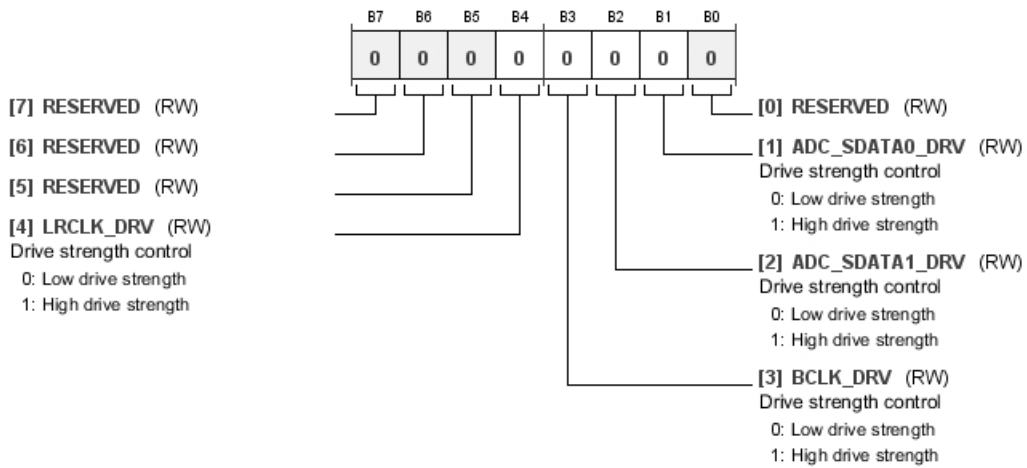 B7 B6 B5 B4 B3 B2 B1 B0
0 0 0 0 0 0 0 0
[7] RESERVED (RW)
[6] RESERVED (RW)
[5] RESERVED (RW)
[4] LRCLK_DRV (RW)
Drive strength control
0: Low drive strength
1: High drive strength
[0] RESERVED (RW)
[1] ADC_SDATA0_DRV (RW)
Drive strength control
0: Low drive strength
1: High drive strength
[2] ADC_SDATA1_DRV (RW)
Drive strength control
0: Low drive strength
1: High drive strength
[3] BCLK_DRV (RW)
Drive strength control
0: Low drive strength
1: High drive strength